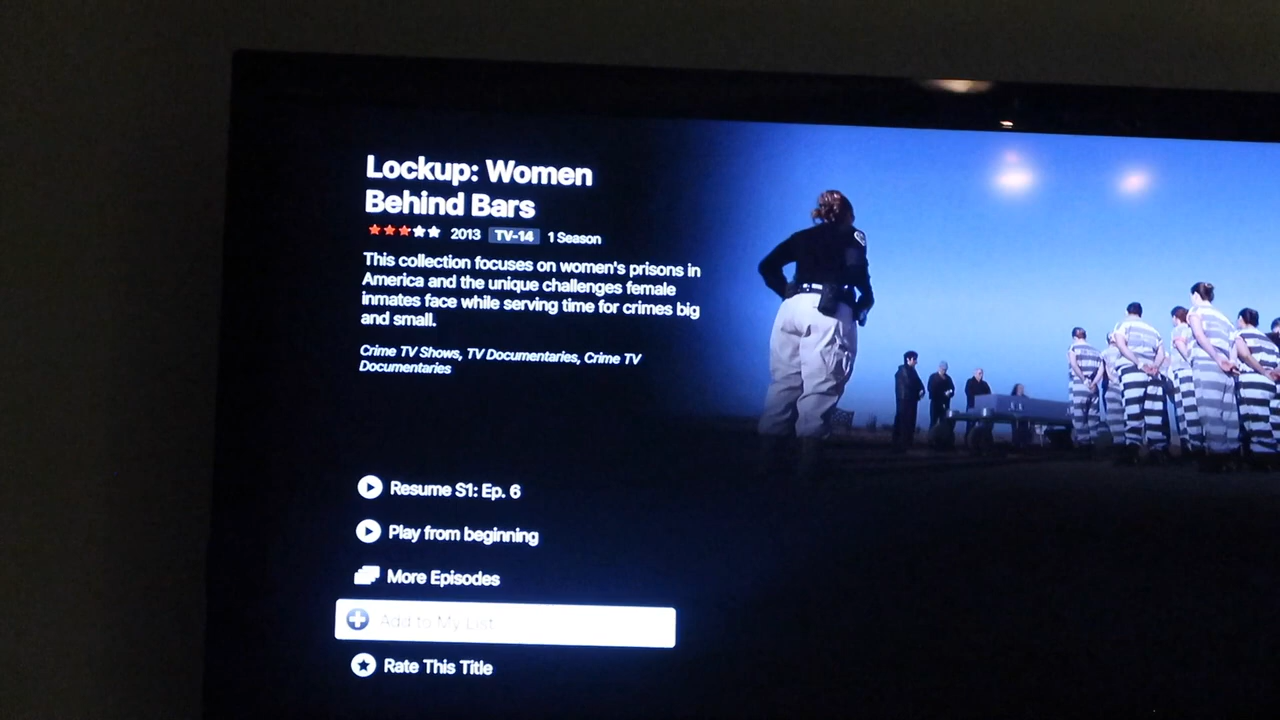 Lockup: Women
Behind Bars
2013 TV-14 1 Season
This collection focuses on women's prisons in
America and the unique challenges female
inmates face while serving time for crimes big
and small.
Crime TV Shows, TV Documentaries, Crime TV
Documentaries
Resume S1: Ep. 6
Play from beginning
More Episodes
Add to My List
Rate This Title